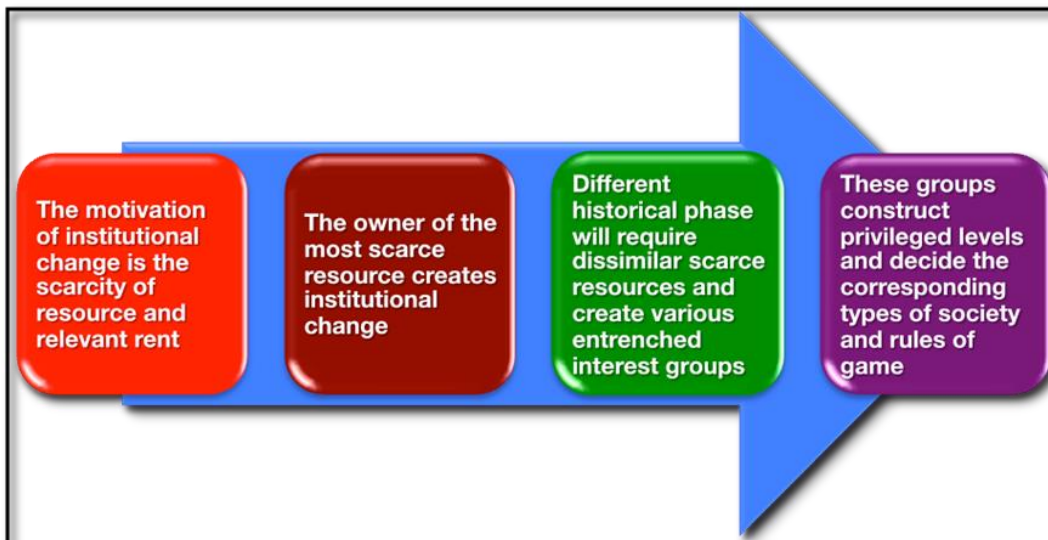 The motivation
of institutional
change is the
scarcity of
resource and
relevant rent
The owner of the
most scarce
resource creates
institutional
change
Different
historical phase
will require
dissimilar scarce
resources and
create various
entrenched
interest groups
These groups
construct
privileged levels
and decide the
corresponding
types of society
and rules of
game